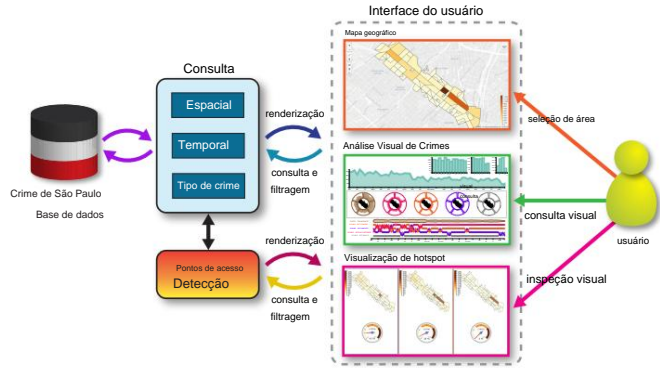 Interface do usuário
Mapa geográfico
Consulta
Espacial
Temporal
Tipo de crime
renderização
consulta e
filtragem
seleção de área
Análise Visual de Crimes
consulta visual
usuário
Crime de São Paulo
Base de dados
renderização
consulta e
filtragem
Pontos de acesso
Detecção
Visualização de hotspot
inspeção visual